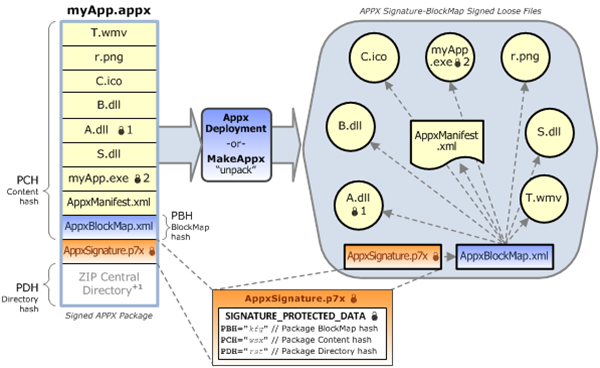 myApp.appx
T.wmv
r.png
C.ico
B.dll
A.dll 1
S.dll
myApp.exe 2
AppxManifest.xml
AppxBlockMap.xml
AppxSignature.p7x
ZIP Central
Directory+1
Signed APPX Package
PCH
Content
hash
PBH
BlockMap
hash
PDH
Directory
hash
Appx
Deployment
-or-
MakeAppx
"unpack"
APPX Signature-BlockMap Signed Loose Files
C.ico
myApp
.exe 2
r.png
B.dll
AppxManifest
.xml
S.dll
A.dll
1
T.wmv
AppxSignature.p7x
AppxBlockMap.xml
AppxSignature.p7x
SIGNATURE_PROTECTED_DATA
PBH="kfg" // Package BlockMap hash
PCH="wsx" // Package Content hash
PDH="rst" // Package Directory hash